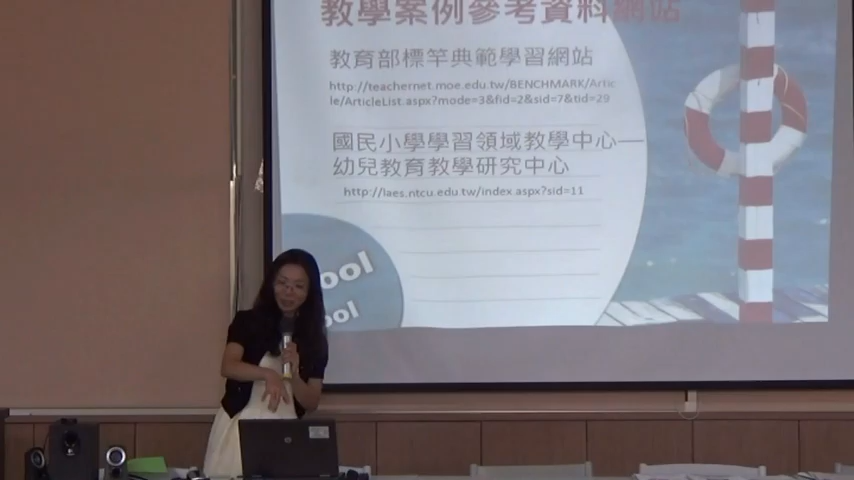 教學案例參考資料網站
教育部標竿典範學習網站
http://teachernet.moe.edu.tw/BENCHMARK/Artic
le/ArticleList.aspx?mode=3&fid=2&sid=7&tid=29
國民小學學習領域教學中心—
幼兒教育教學研究中心
http://laes.ntcu.edu.tw/index.aspx?sid=11
ool
ool